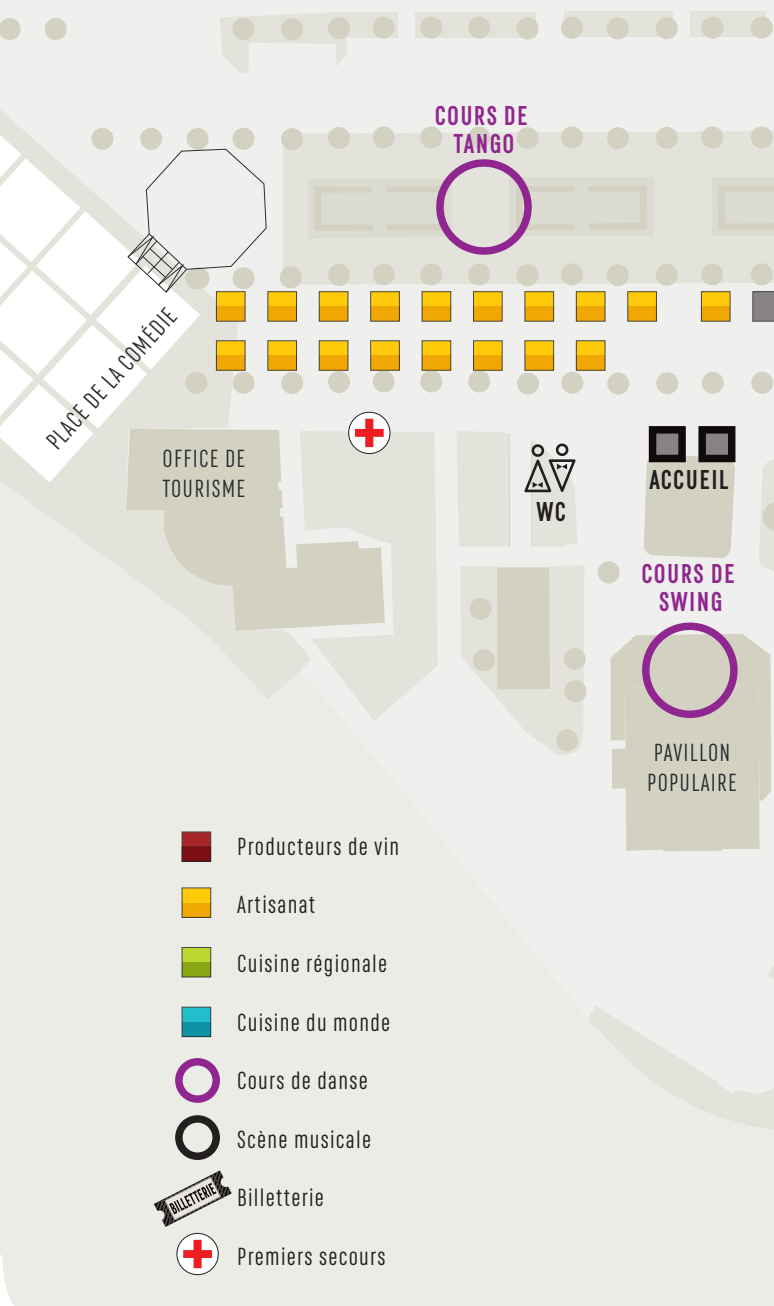 COURS DE
TANGO
PLACE DE LA COMÉDIE
OFFICE DE
TOURISME
WC
ACCUEIL
COURS DE
SWING
PAVILLON
POPULAIRE
Producteurs de vin
Artisanat
Cuisine régionale
Cuisine du monde
Cours de danse
Scène musicale
BILLETTERIE
Billetterie
Premiers secours